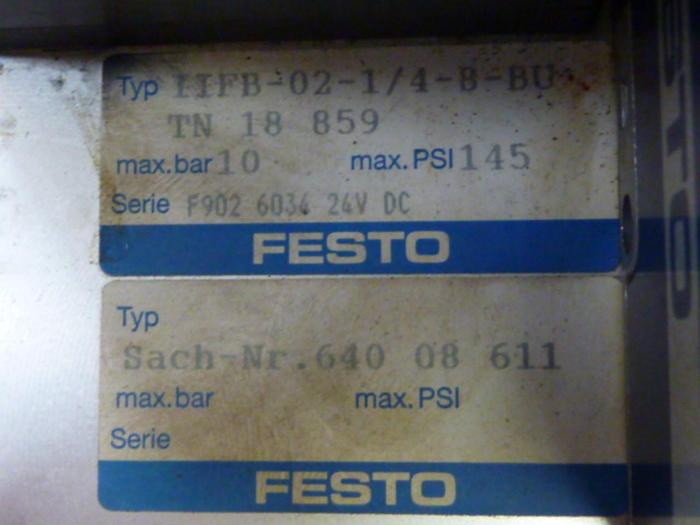 Typ IIFB-02-1/4-B-BU
TN 18 859
max.bar 10 max.PSI 145
Serie F902 6034 24V DC
FESTO
Typ
Sach-Nr.640 08 611
max.bar max.PSI
Serie
FESTO
STO